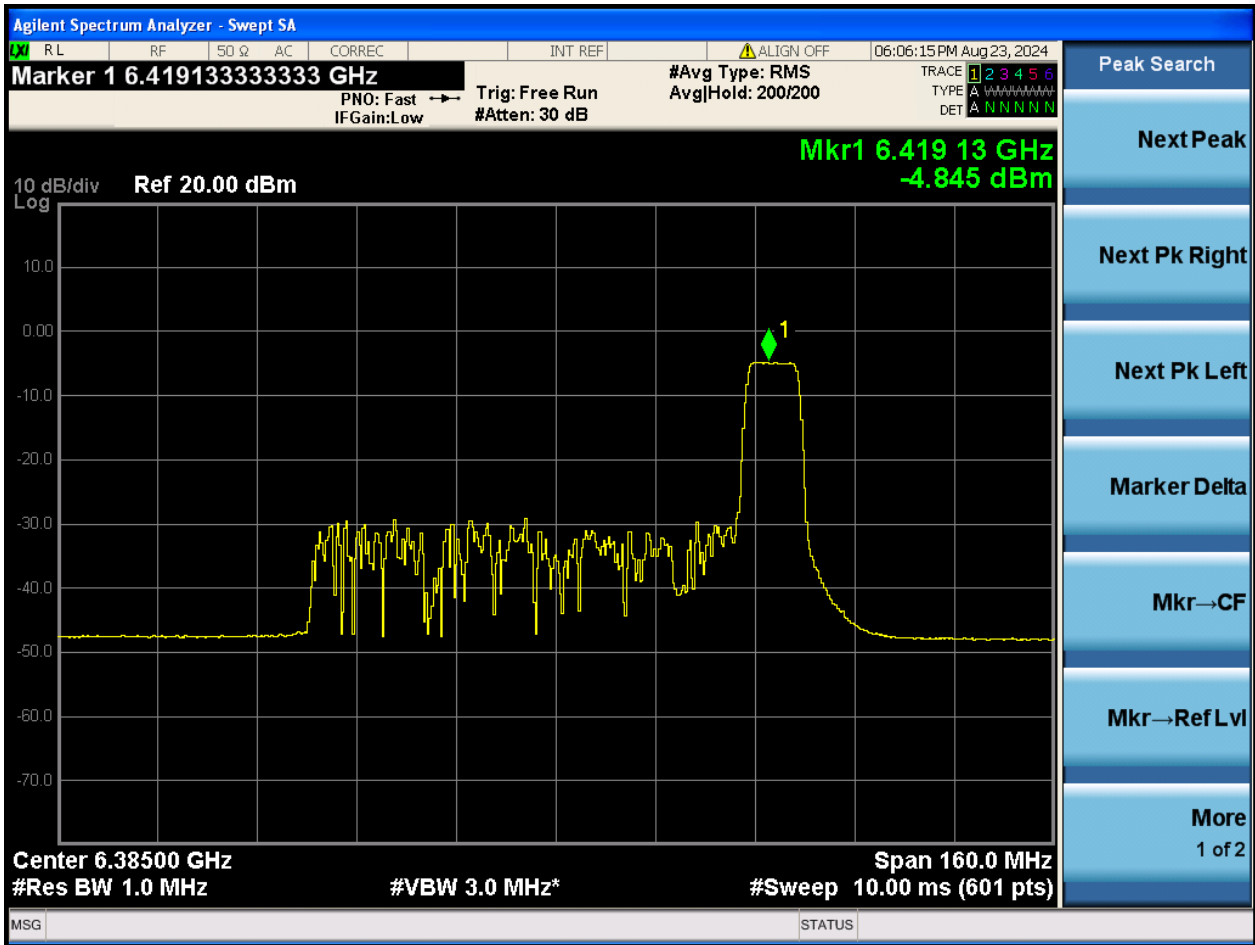 Agilent Spectrum Analyzer - Swept SA
LXI RL RF 50 Ω AC CORREC INT REF ALIGN OFF 06:06:15 PM Aug 23, 2024
Marker 1 6.419133333333 GHz
PNO: Fast
IFGain:Low
Trig: Free Run
#Atten: 30 dB
#Avg Type: RMS
Avg|Hold: 200/200
TRACE 1 2 3 4 5 6
TYPE A WWWWW
DET A N N N N N
Mkr1 6.419 13 GHz
-4.845 dBm
10 dB/div Ref 20.00 dBm
Log
10.0
0.00
-10.0
-20.0
-30.0
-40.0
-50.0
-60.0
-70.0
1
Center 6.38500 GHz Span 160.0 MHz
#Res BW 1.0 MHz #VBW 3.0 MHz* #Sweep 10.00 ms (601 pts)
MSG STATUS
Peak Search
Next Peak
Next Pk Right
Next Pk Left
Marker Delta
Mkr→CF
Mkr→Ref Lvl
More
1 of 2